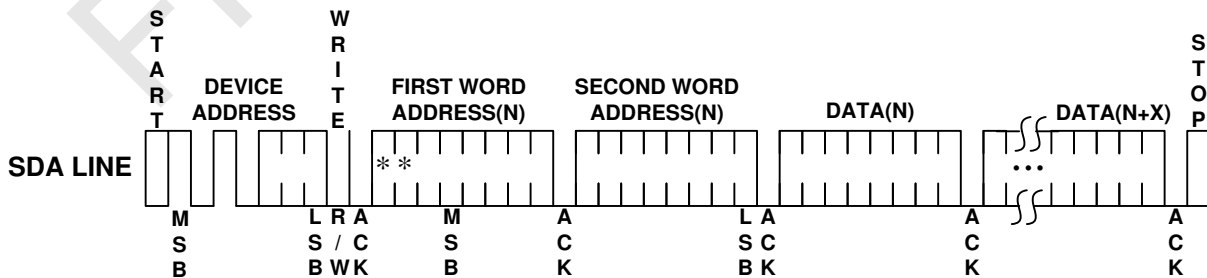 START
WRITE
STOP
DEVICE
ADDRESS
FIRST WORD
ADDRESS(N)
SECOND WORD
ADDRESS(N)
DATA(N)
DATA(N+X)
SDA LINE
* *
...
MSB
LSB
R/W
ACK
MSB
ACK
LSB
ACK
ACK
ACK